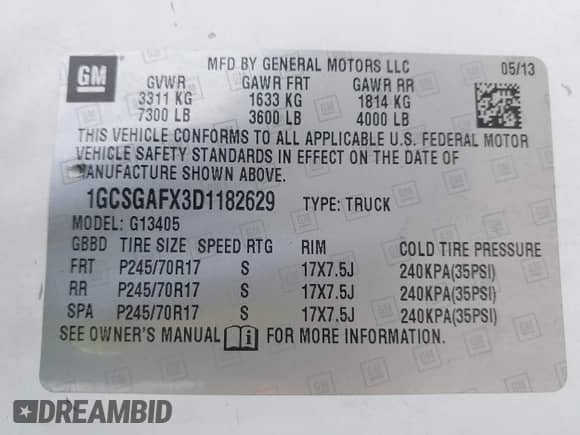 GM
MFD BY GENERAL MOTORS LLC 05/13
GVWR GAWR FRT GAWR RR
3311 KG 1633 KG 1814 KG
7300 LB 3600 LB 4000 LB
THIS VEHICLE CONFORMS TO ALL APPLICABLE U.S. FEDERAL MOTOR
VEHICLE SAFETY STANDARDS IN EFFECT ON THE DATE OF
MANUFACTURE SHOWN ABOVE.
1GCSGAFX3D1182629 TYPE: TRUCK
MODEL: G13405
GBBD TIRE SIZE SPEED RTG RIM COLD TIRE PRESSURE
FRT P245/70R17 S 17X7.5J 240KPA(35PSI)
RR P245/70R17 S 17X7.5J 240KPA(35PSI)
SPA P245/70R17 S 17X7.5J 240KPA(35PSI)
SEE OWNER'S MANUAL FOR MORE INFORMATION.
DREAMBID